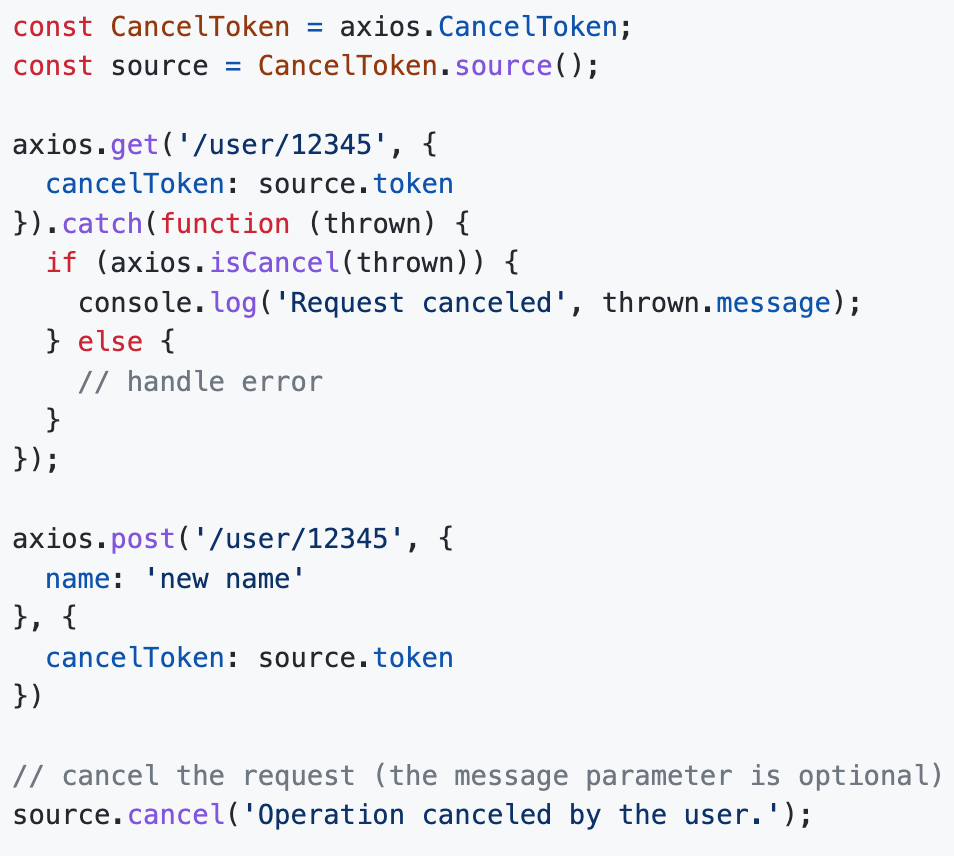 const CancelToken = axios.CancelToken;
const source = CancelToken.source();

axios.get('/user/12345', {
  cancelToken: source.token
}).catch(function (thrown) {
  if (axios.isCancel(thrown)) {
    console.log('Request canceled', thrown.message);
  } else {
    // handle error
  }
});

axios.post('/user/12345', {
  name: 'new name'
}, {
  cancelToken: source.token
})

// cancel the request (the message parameter is optional)
source.cancel('Operation canceled by the user.');